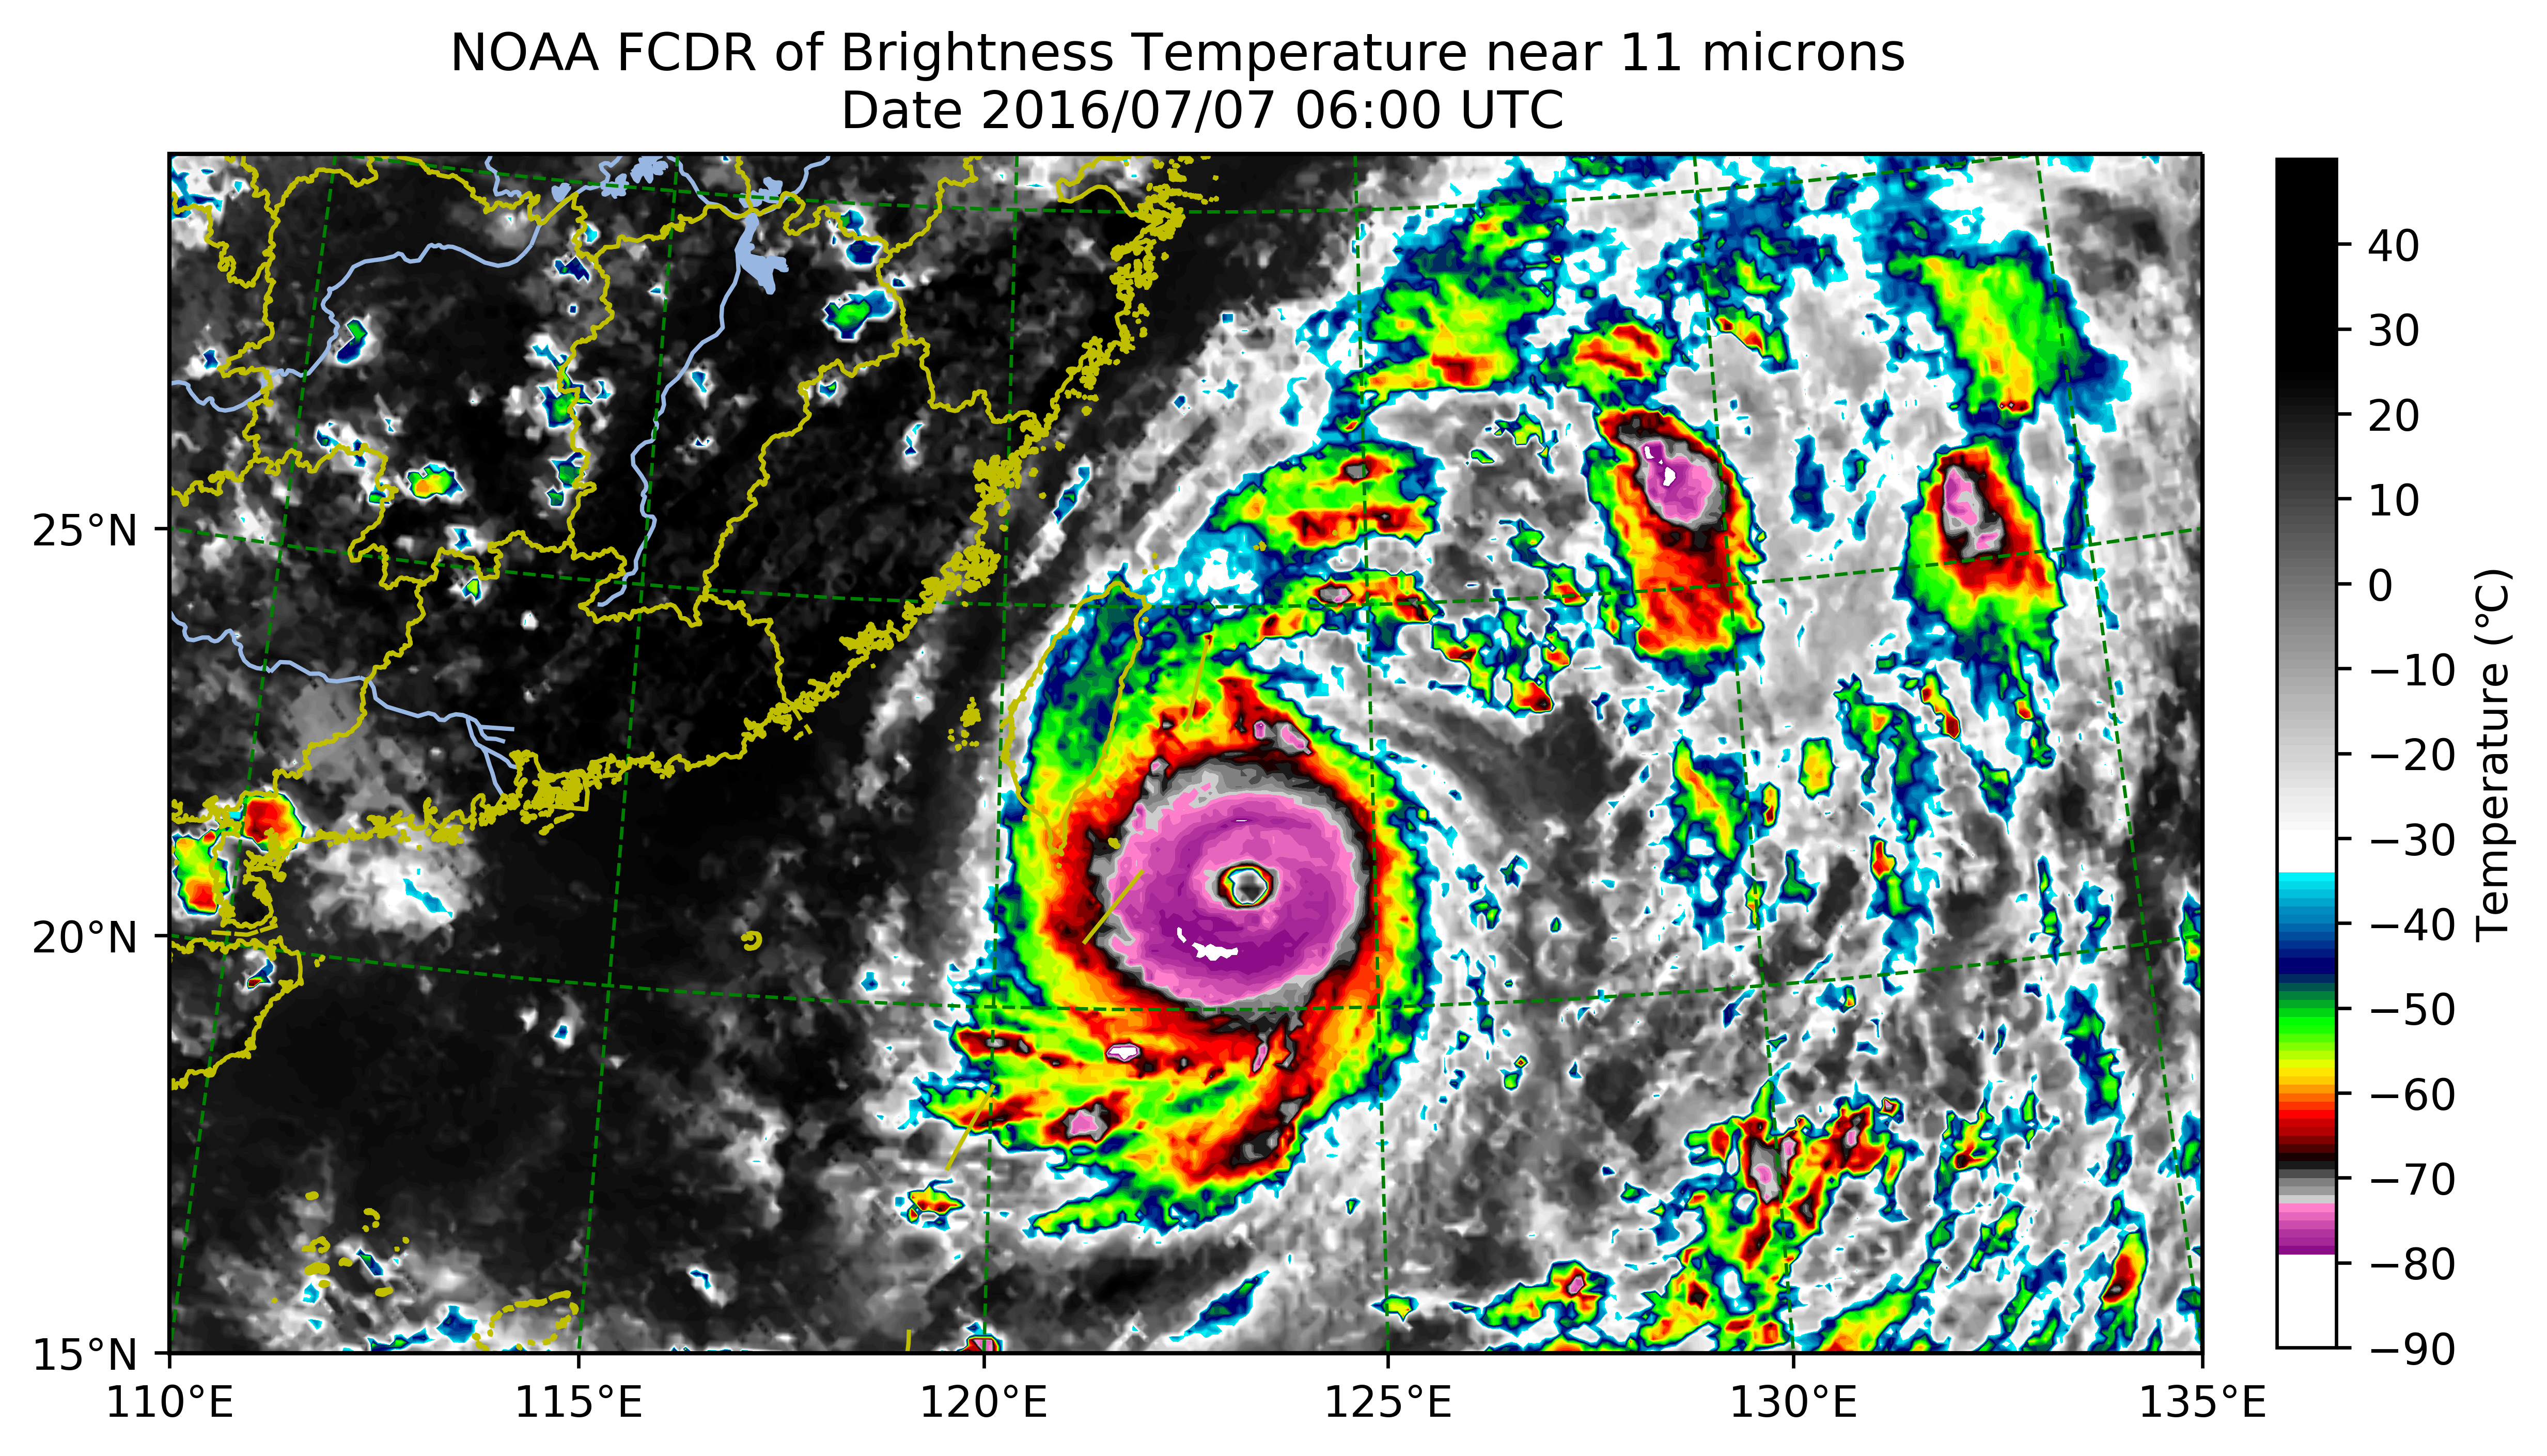 NOAA FCDR of Brightness Temperature near 11 microns
Date 2016/07/07 06:00 UTC
25°N
20°N
15°N
110°E
115°E
120°E
125°E
130°E
135°E
40
30
20
10
0
−10
−20
−30
−40
−50
−60
−70
−80
−90
Temperature (°C)